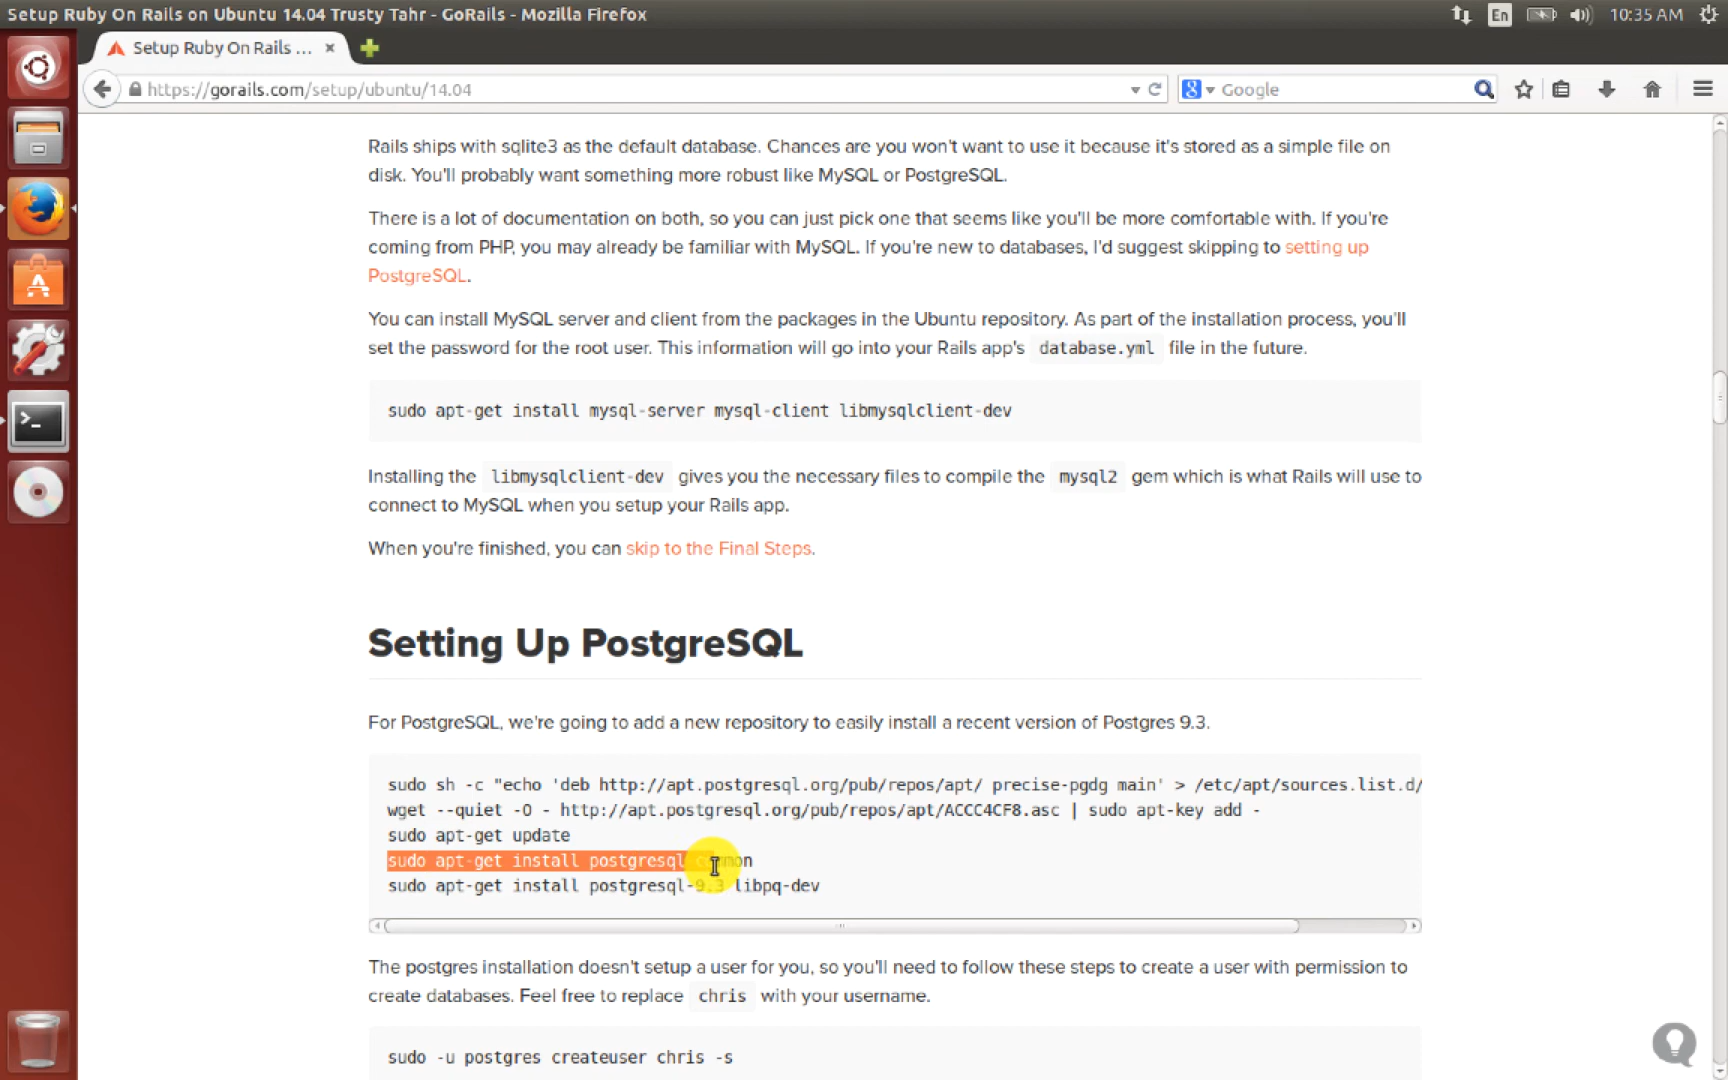 Setup Ruby On Rails on Ubuntu 14.04 Trusty Tahr - GoRails - Mozilla Firefox
En
10:35 AM
Setup Ruby On Rails ...
https://gorails.com/setup/ubuntu/14.04
Google
Rails ships with sqlite3 as the default database. Chances are you won't want to use it because it's stored as a simple file on
disk. You'll probably want something more robust like MySQL or PostgreSQL.
There is a lot of documentation on both, so you can just pick one that seems like you'll be more comfortable with. If you're
coming from PHP, you may already be familiar with MySQL. If you're new to databases, I'd suggest skipping to setting up
PostgreSQL.
You can install MySQL server and client from the packages in the Ubuntu repository. As part of the installation process, you'll
set the password for the root user. This information will go into your Rails app's database.yml file in the future.
sudo apt-get install mysql-server mysql-client libmysqlclient-dev
Installing the libmysqlclient-dev gives you the necessary files to compile the mysql2 gem which is what Rails will use to
connect to MySQL when you setup your Rails app.
When you're finished, you can skip to the Final Steps.
Setting Up PostgreSQL
For PostgreSQL, we're going to add a new repository to easily install a recent version of Postgres 9.3.
sudo sh -c "echo 'deb http://apt.postgresql.org/pub/repos/apt/ precise-pgdg main' > /etc/apt/sources.list.d/
wget --quiet -O - http://apt.postgresql.org/pub/repos/apt/ACCC4CF8.asc | sudo apt-key add -
sudo apt-get update
sudo apt-get install postgresql-common
sudo apt-get install postgresql-9.3 libpq-dev
The postgres installation doesn't setup a user for you, so you'll need to follow these steps to create a user with permission to
create databases. Feel free to replace chris with your username.
sudo -u postgres createuser chris -s